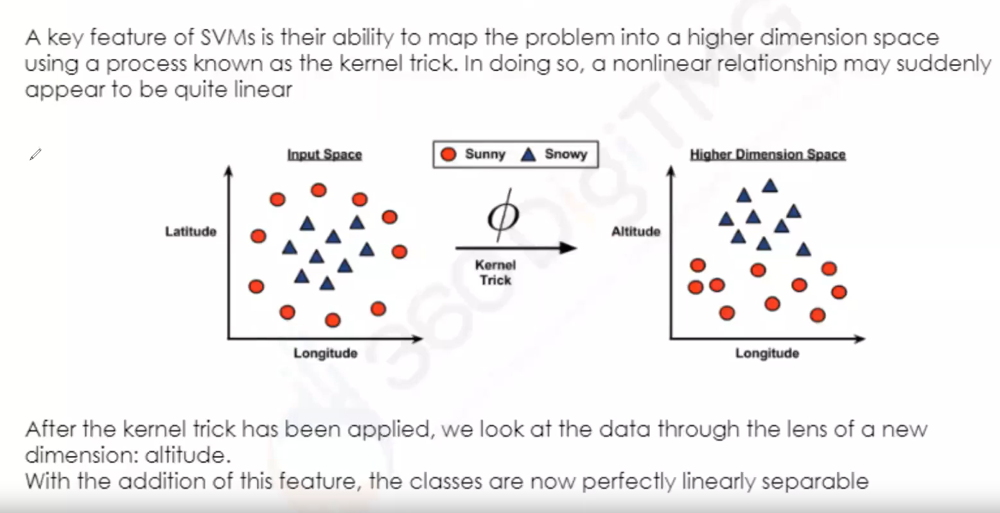 A key feature of SVMs is their ability to map the problem into a higher dimension space
using a process known as the kernel trick. In doing so, a nonlinear relationship may suddenly
appear to be quite linear
Input Space
Sunny Snowy
Higher Dimension Space
Latitude
ϕ
Altitude
Kernel
Trick
Longitude
Longitude
360DigiTMG
After the kernel trick has been applied, we look at the data through the lens of a new
dimension: altitude.
With the addition of this feature, the classes are now perfectly linearly separable